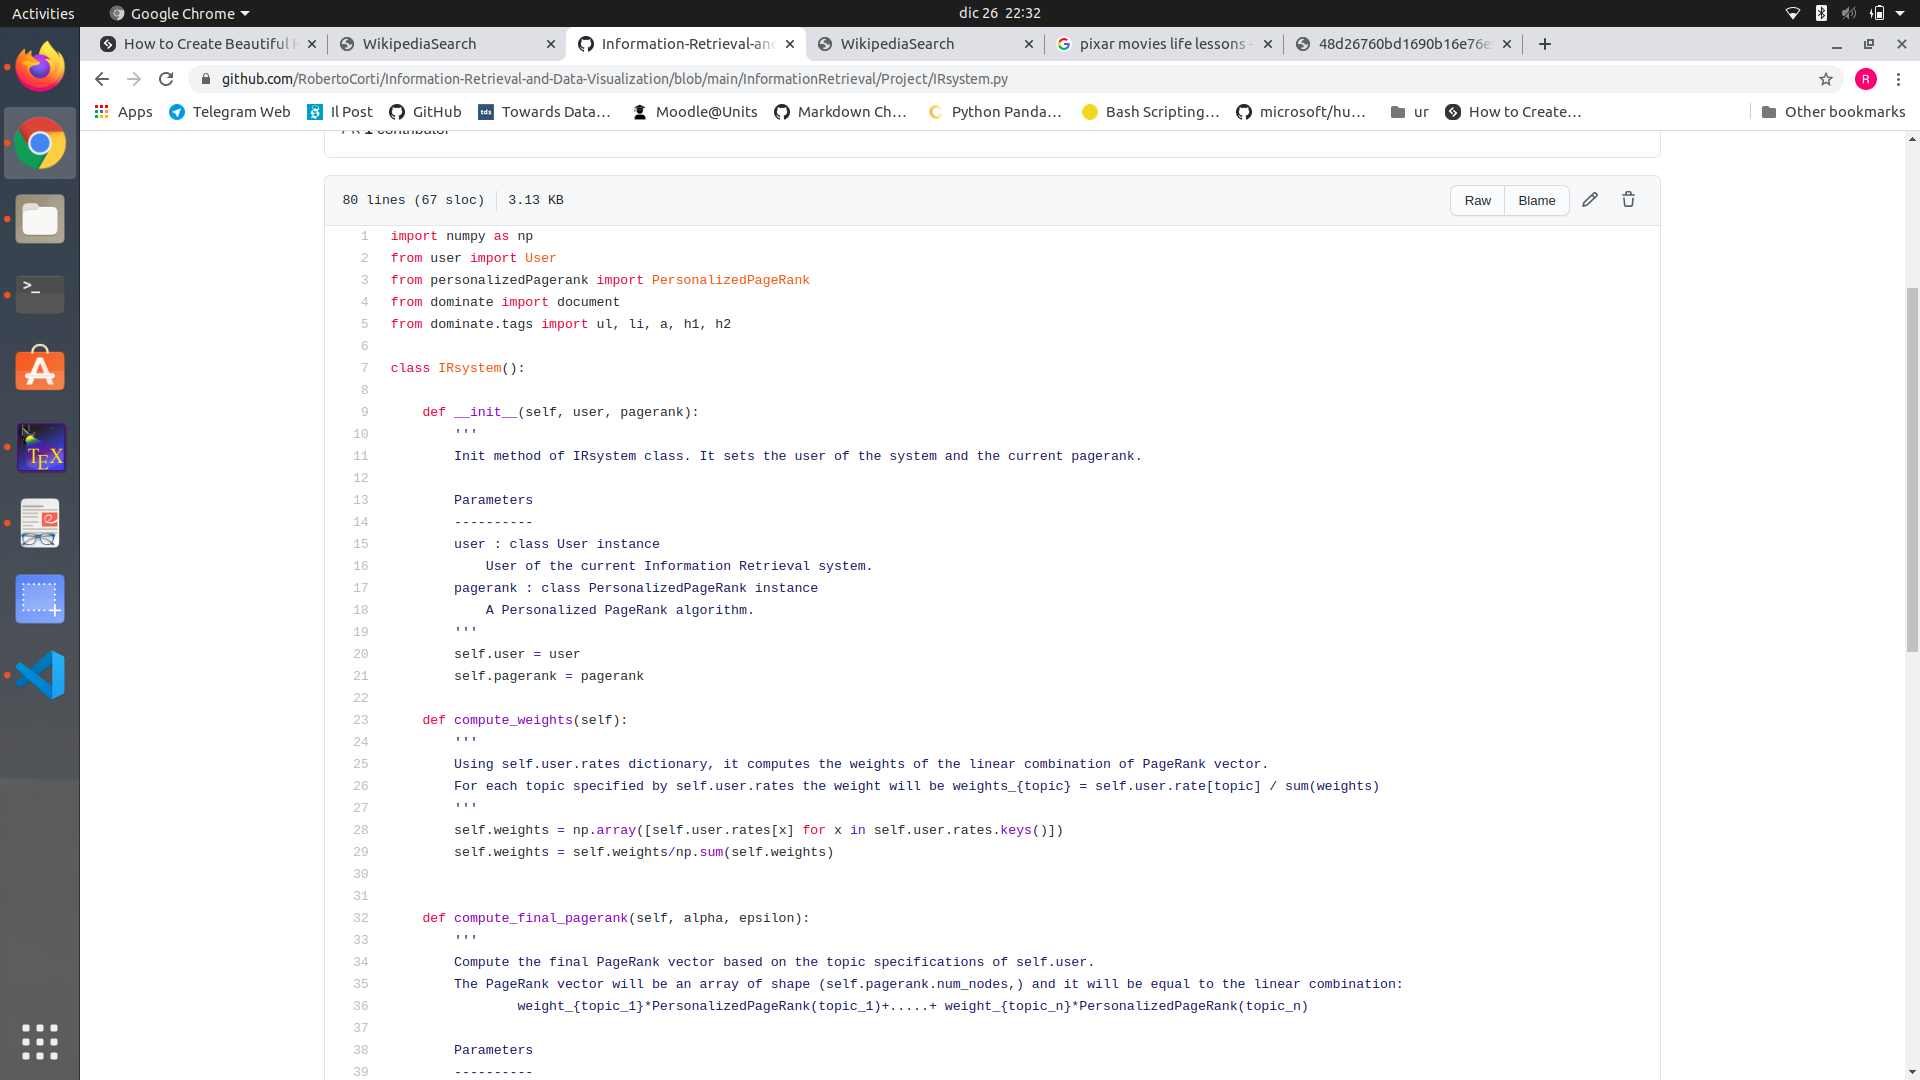 Activities Google Chrome dic 26 22:32
How to Create Beautiful WikipediaSearch Information-Retrieval-and WikipediaSearch pixar movies life lessons - 48d26760bd1690b16e76e
github.com/RobertoCorti/Information-Retrieval-and-Data-Visualization/blob/main/InformationRetrieval/Project/IRsystem.py R
Apps Telegram Web Il Post GitHub tds Towards Data... Moodle@Units Markdown Ch... Python Panda... Bash Scripting... microsoft/hu... ur How to Create... Other bookmarks
1 contributor
80 lines (67 sloc) 3.13 KB Raw Blame
1 import numpy as np
2 from user import User
3 from personalizedPagerank import PersonalizedPageRank
4 from dominate import document
5 from dominate.tags import ul, li, a, h1, h2
6
7 class IRsystem():
8
9 def __init__(self, user, pagerank):
10 '''
11 Init method of IRsystem class. It sets the user of the system and the current pagerank.
12
13 Parameters
14 ----------
15 user : class User instance
16 User of the current Information Retrieval system.
17 pagerank : class PersonalizedPageRank instance
18 A Personalized PageRank algorithm.
19 '''
20 self.user = user
21 self.pagerank = pagerank
22
23 def compute_weights(self):
24 '''
25 Using self.user.rates dictionary, it computes the weights of the linear combination of PageRank vector.
26 For each topic specified by self.user.rates the weight will be weights_{topic} = self.user.rate[topic] / sum(weights)
27 '''
28 self.weights = np.array([self.user.rates[x] for x in self.user.rates.keys()])
29 self.weights = self.weights/np.sum(self.weights)
30
31
32 def compute_final_pagerank(self, alpha, epsilon):
33 '''
34 Compute the final PageRank vector based on the topic specifications of self.user.
35 The PageRank vector will be an array of shape (self.pagerank.num_nodes,) and it will be equal to the linear combination:
36 weight_{topic_1}*PersonalizedPageRank(topic_1)+.....+ weight_{topic_n}*PersonalizedPageRank(topic_n)
37
38 Parameters
39 ----------
>_
TEX